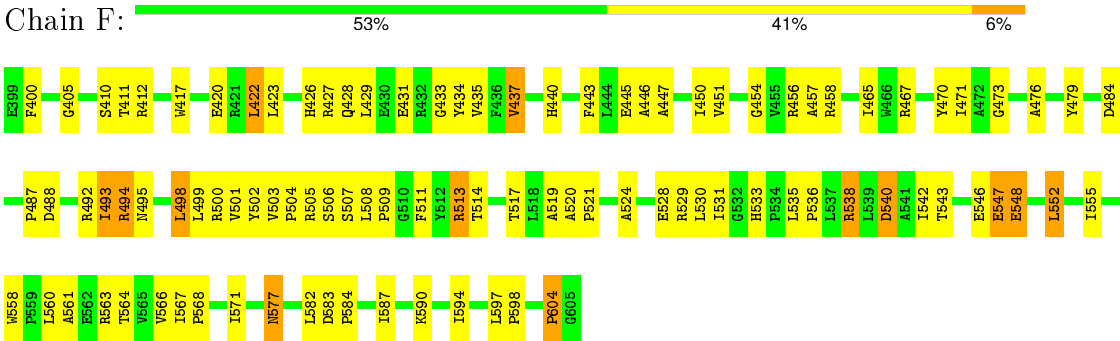 Chain F:
53% 41% 6%
E399 F400 G405 S410 T411 R412 W417 E420 R421 L422 L423 H426 R427 Q428 L429 E430 E431 R432 G433 Y434 V435 F436 V437 H440 F443 L444 E445 A446 A447 I450 V451 G454 V455 R456 A457 R458 I465 W466 R467 Y470 I471 A472 G473 A476 Y479 D484
P487 D488 R492 I493 R494 N495 L498 L499 R500 V501 Y502 V503 P504 R505 S506 S507 L508 P509 G510 F511 Y512 R513 T514 T517 L518 A519 A520 P521 A524 E528 R529 L530 I531 G532 H533 P534 L535 P536 L537 R538 L539 D540 A541 I542 T543 E546 E547 E548 L552 I555
W558 P559 L560 A561 E562 R563 T564 V565 V566 I567 P568 I571 N577 L582 D583 P584 I587 K590 I594 L597 P598 P604 G605